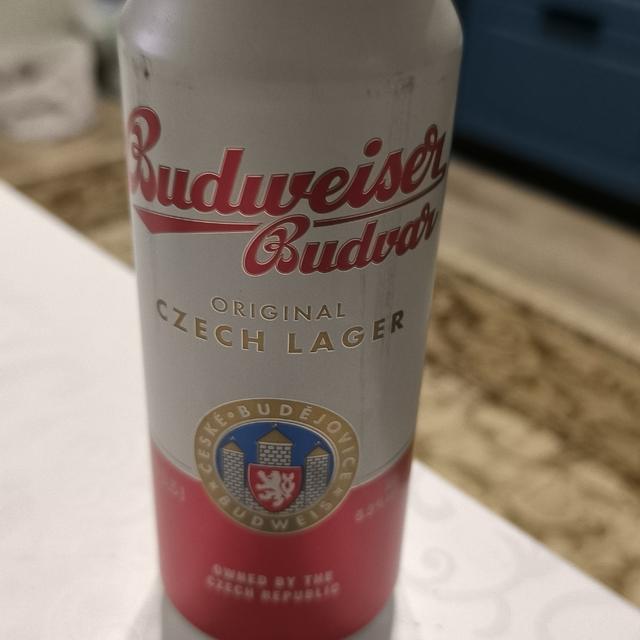 Budweiser
Budvar
ORIGINAL
CZECH LAGER
ČESKÉ • BUDĚJOVICE
• BUDWEIS •
OWNED BY THE
CZECH REPUBLIC